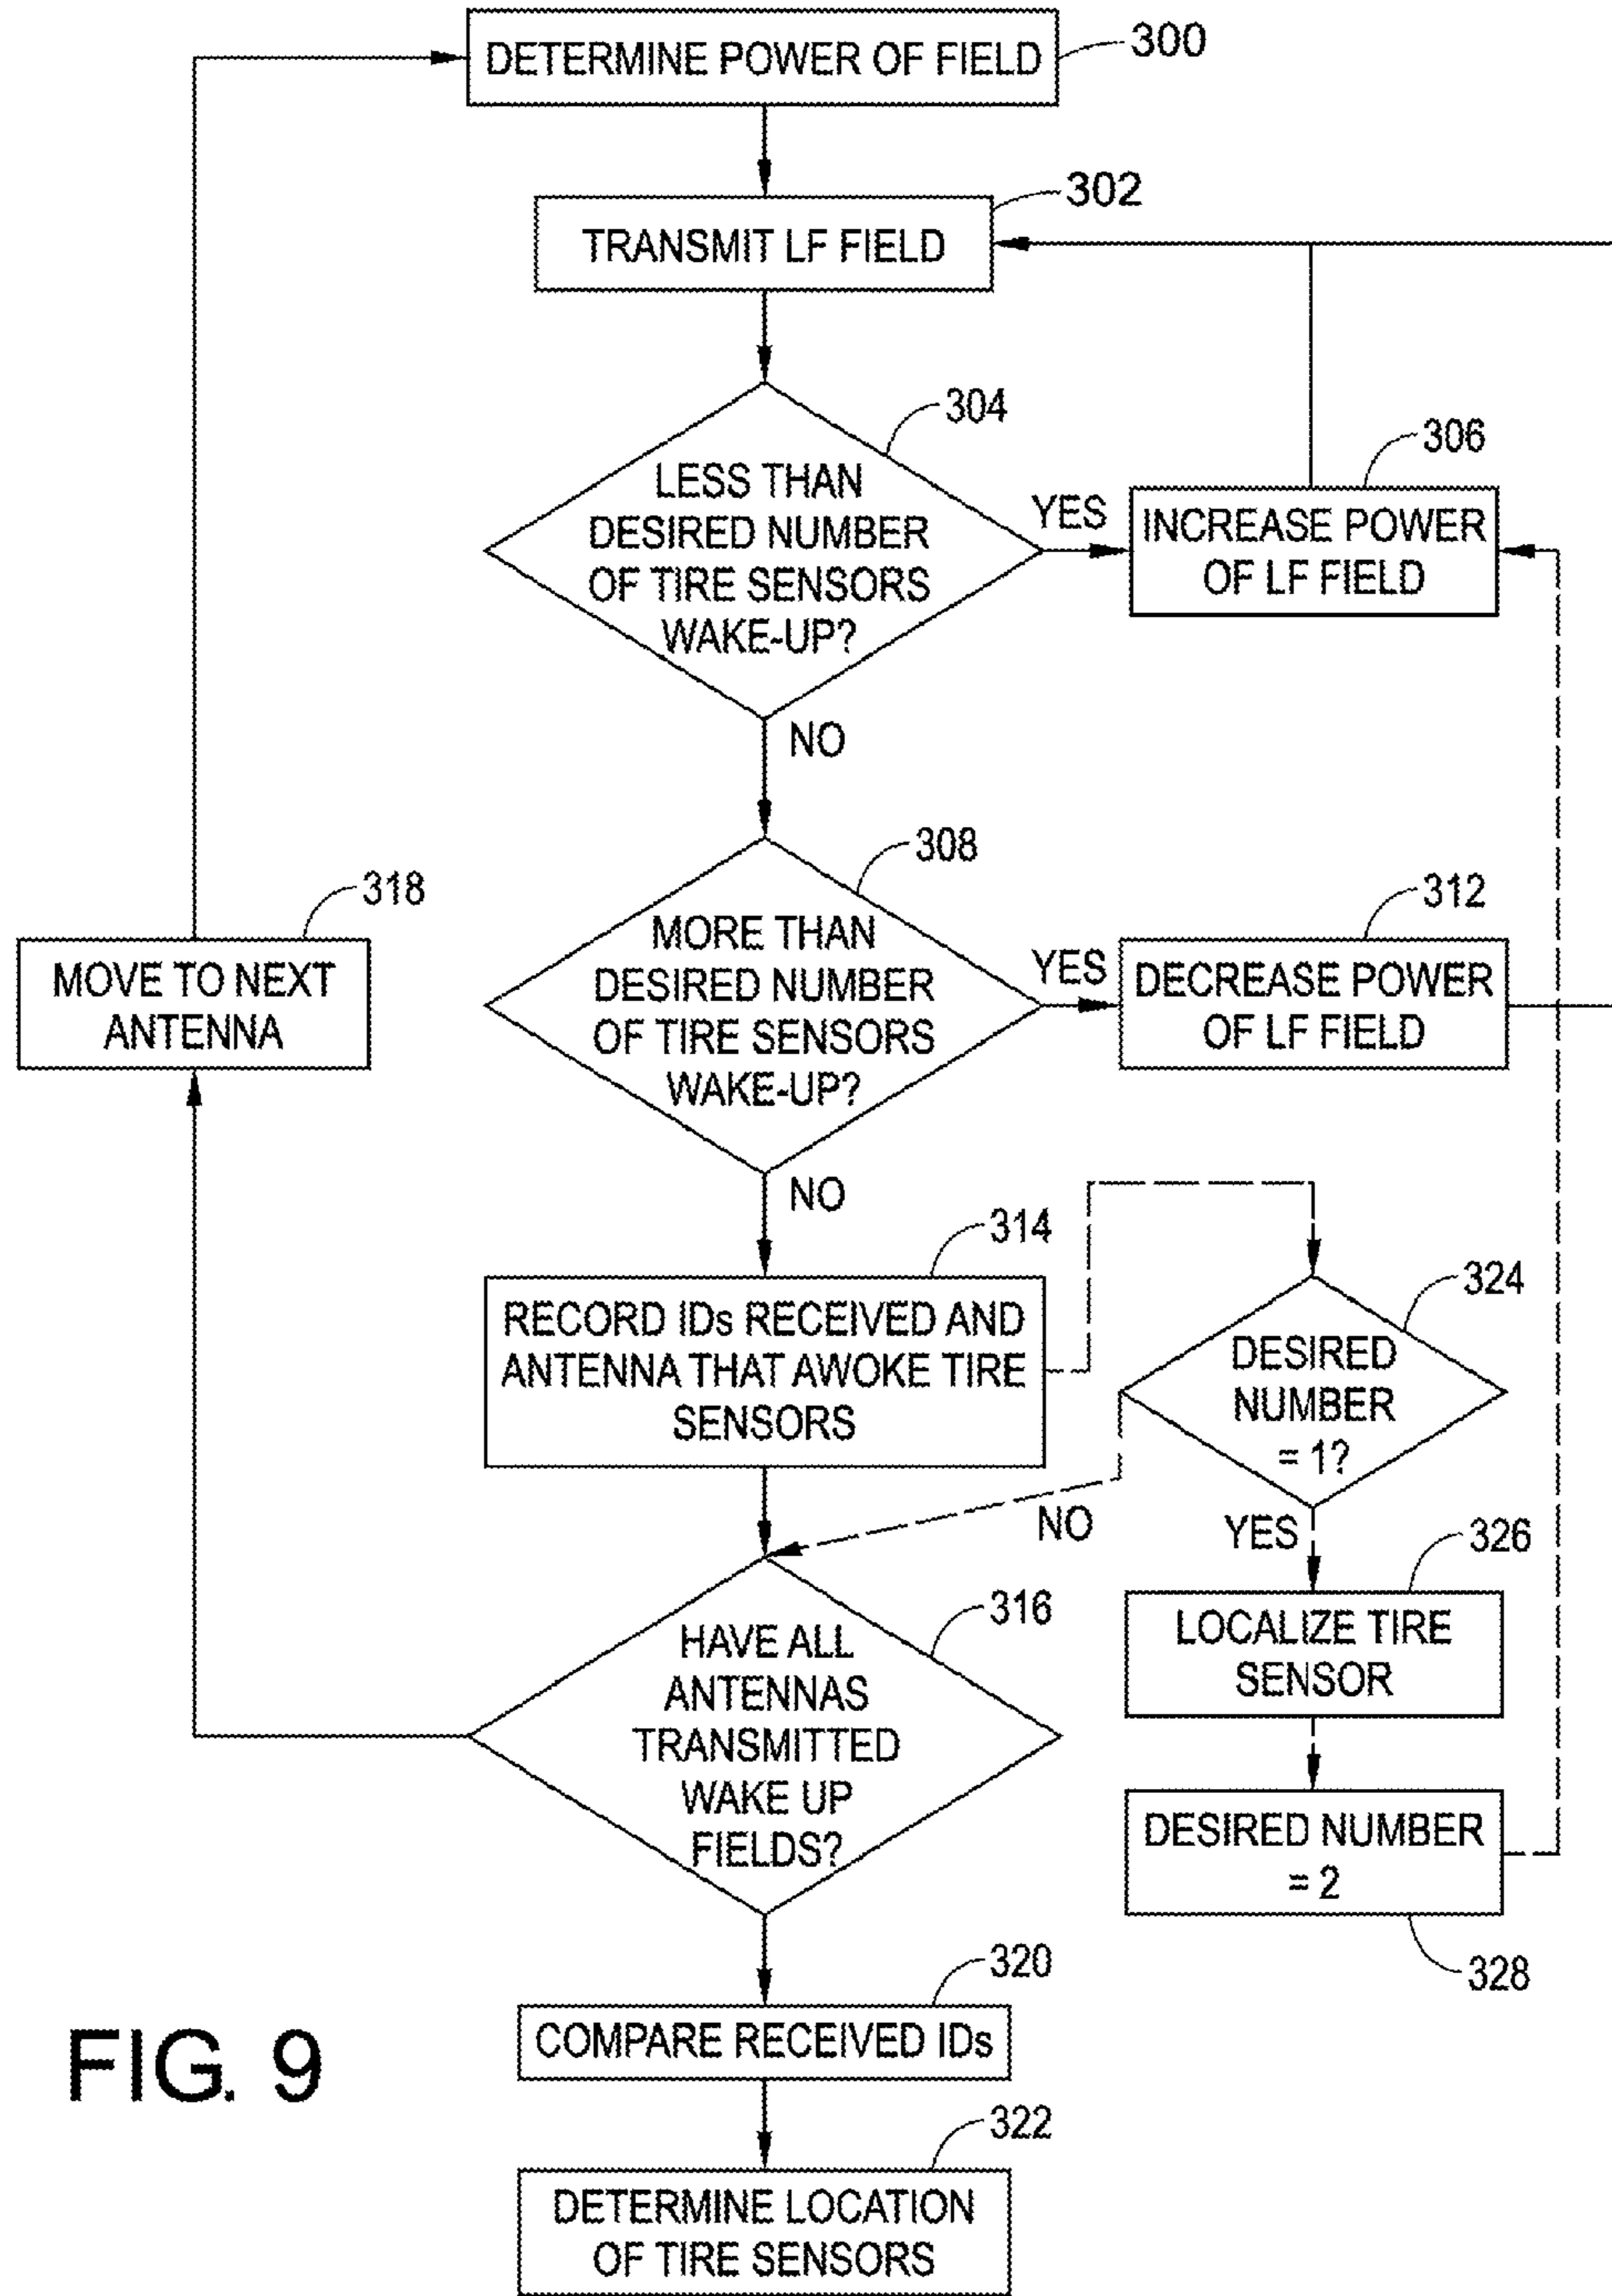 DETERMINE POWER OF FIELD
300
302
TRANSMIT LF FIELD
304
LESS THAN
DESIRED NUMBER
OF TIRE SENSORS
WAKE-UP?
YES
306
INCREASE POWER
OF LF FIELD
NO
308
MORE THAN
DESIRED NUMBER
OF TIRE SENSORS
WAKE-UP?
YES
312
DECREASE POWER
OF LF FIELD
318
MOVE TO NEXT
ANTENNA
NO
314
RECORD IDs RECEIVED AND
ANTENNA THAT AWOKE TIRE
SENSORS
324
DESIRED
NUMBER
= 1?
NO
YES
316
HAVE ALL
ANTENNAS
TRANSMITTED
WAKE UP
FIELDS?
326
LOCALIZE TIRE
SENSOR
DESIRED NUMBER
= 2
328
320
COMPARE RECEIVED IDs
322
DETERMINE LOCATION
OF TIRE SENSORS
FIG. 9